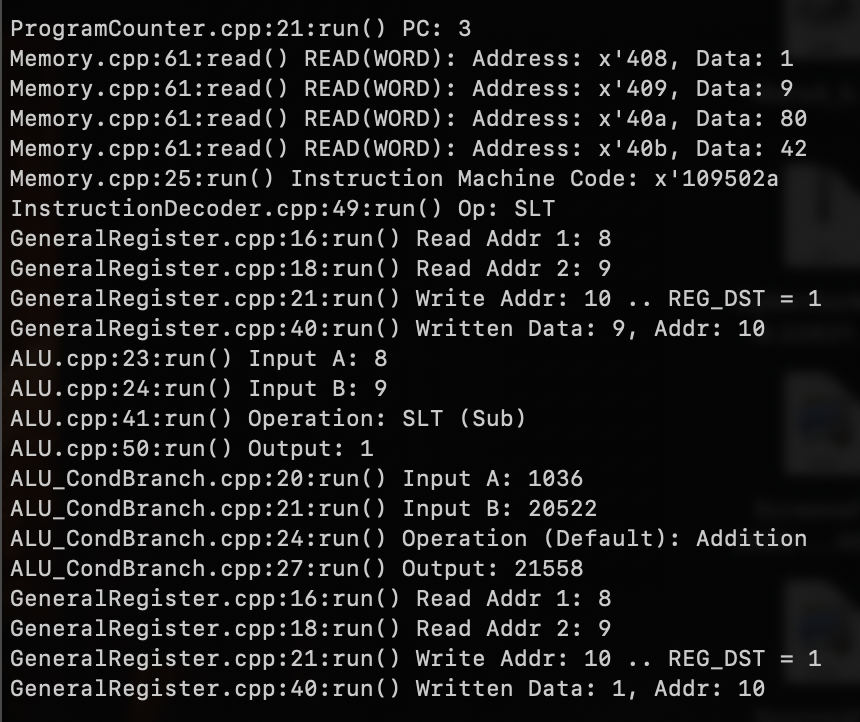 ProgramCounter.cpp:21:run() PC: 3
Memory.cpp:61:read() READ(WORD): Address: x'408, Data: 1
Memory.cpp:61:read() READ(WORD): Address: x'409, Data: 9
Memory.cpp:61:read() READ(WORD): Address: x'40a, Data: 80
Memory.cpp:61:read() READ(WORD): Address: x'40b, Data: 42
Memory.cpp:25:run() Instruction Machine Code: x'109502a
InstructionDecoder.cpp:49:run() Op: SLT
GeneralRegister.cpp:16:run() Read Addr 1: 8
GeneralRegister.cpp:18:run() Read Addr 2: 9
GeneralRegister.cpp:21:run() Write Addr: 10 .. REG_DST = 1
GeneralRegister.cpp:40:run() Written Data: 9, Addr: 10
ALU.cpp:23:run() Input A: 8
ALU.cpp:24:run() Input B: 9
ALU.cpp:41:run() Operation: SLT (Sub)
ALU.cpp:50:run() Output: 1
ALU_CondBranch.cpp:20:run() Input A: 1036
ALU_CondBranch.cpp:21:run() Input B: 20522
ALU_CondBranch.cpp:24:run() Operation (Default): Addition
ALU_CondBranch.cpp:27:run() Output: 21558
GeneralRegister.cpp:16:run() Read Addr 1: 8
GeneralRegister.cpp:18:run() Read Addr 2: 9
GeneralRegister.cpp:21:run() Write Addr: 10 .. REG_DST = 1
GeneralRegister.cpp:40:run() Written Data: 1, Addr: 10